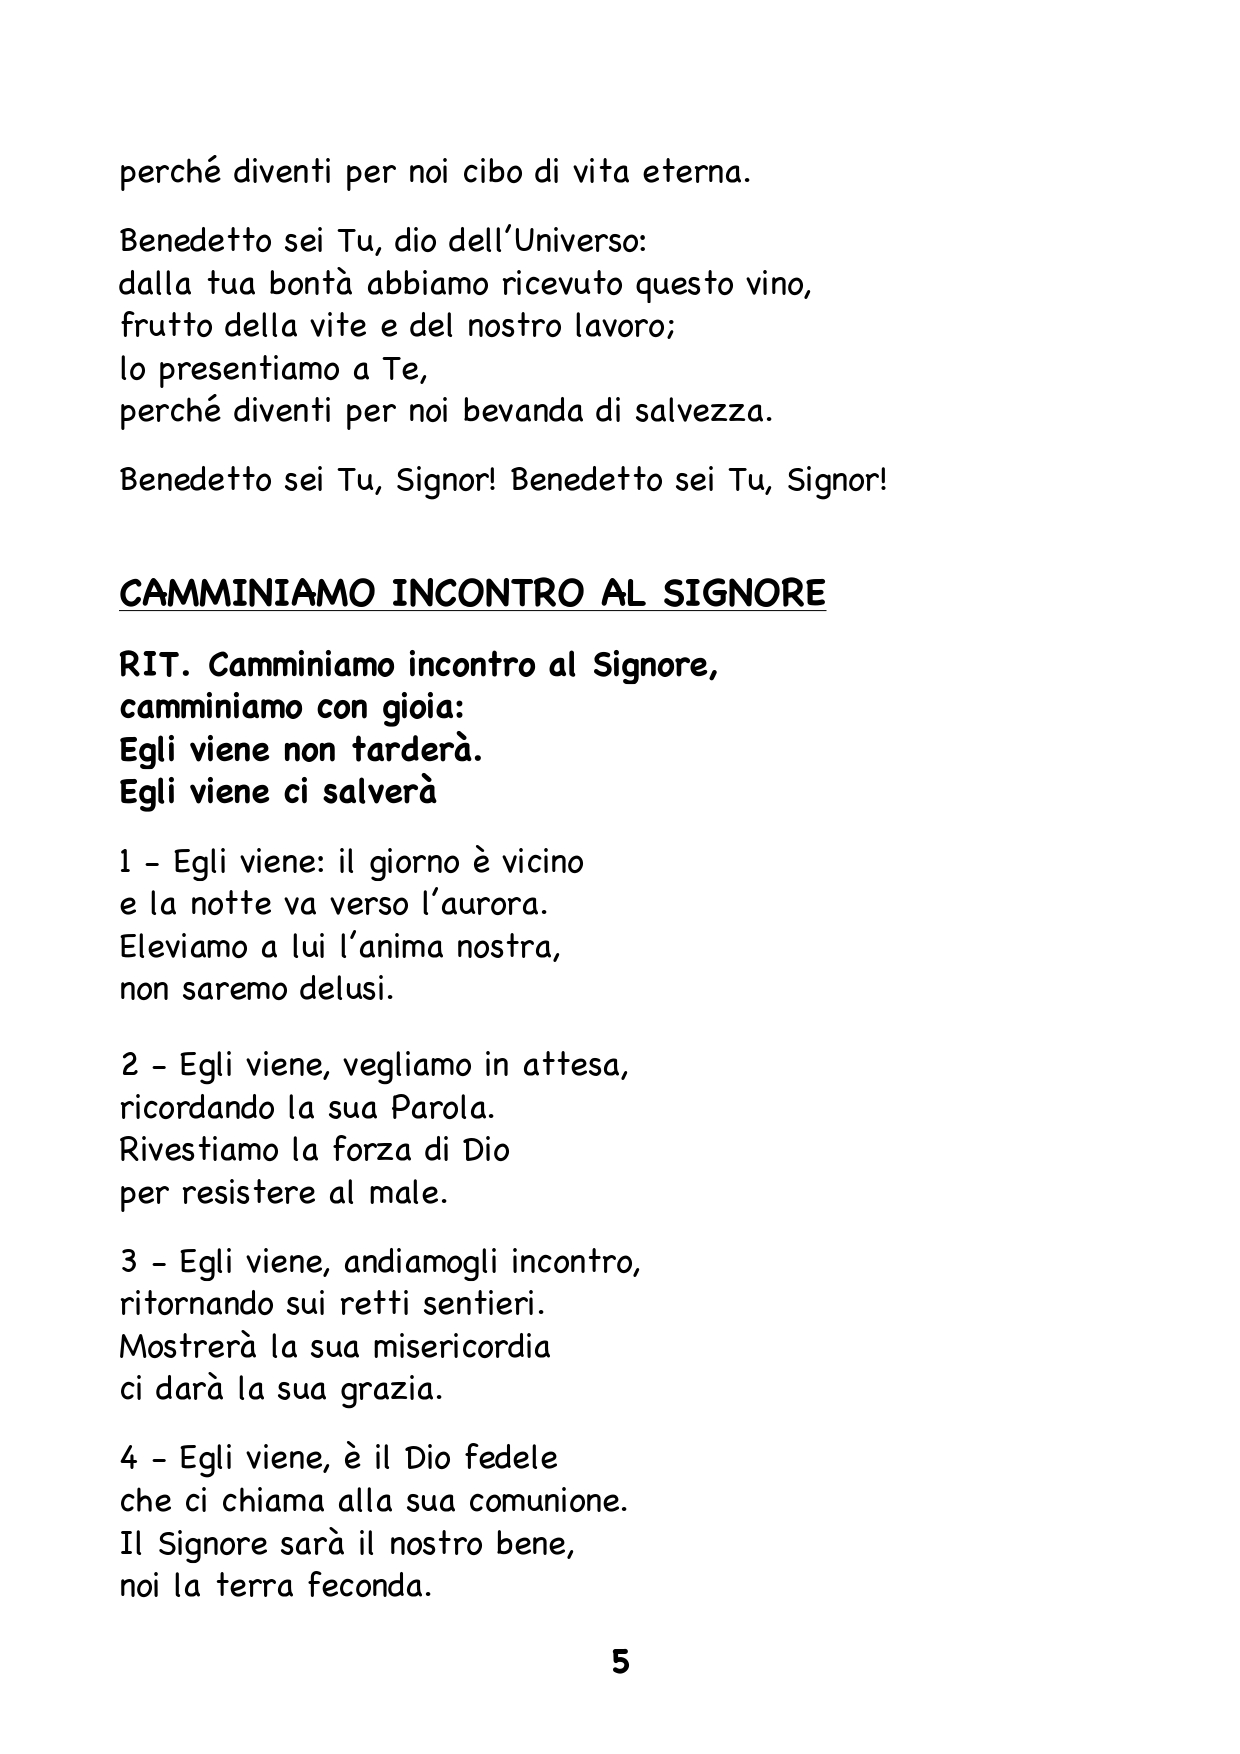 perché diventi per noi cibo di vita eterna.
Benedetto sei Tu, dio dell'Universo:
dalla tua bontà abbiamo ricevuto questo vino,
frutto della vite e del nostro lavoro;
lo presentiamo a Te,
perché diventi per noi bevanda di salvezza.
Benedetto sei Tu, Signor! Benedetto sei Tu, Signor!
CAMMINIAMO INCONTRO AL SIGNORE
RIT. Camminiamo incontro al Signore,
camminiamo con gioia:
Egli viene non tarderà.
Egli viene ci salverà
1 – Egli viene: il giorno è vicino
e la notte va verso l'aurora.
Eleviamo a lui l'anima nostra,
non saremo delusi.
2 – Egli viene, vegliamo in attesa,
ricordando la sua Parola.
Rivestiamo la forza di Dio
per resistere al male.
3 – Egli viene, andiamogli incontro,
ritornando sui retti sentieri.
Mostrerà la sua misericordia
ci darà la sua grazia.
4 – Egli viene, è il Dio fedele
che ci chiama alla sua comunione.
Il Signore sarà il nostro bene,
noi la terra feconda.
5